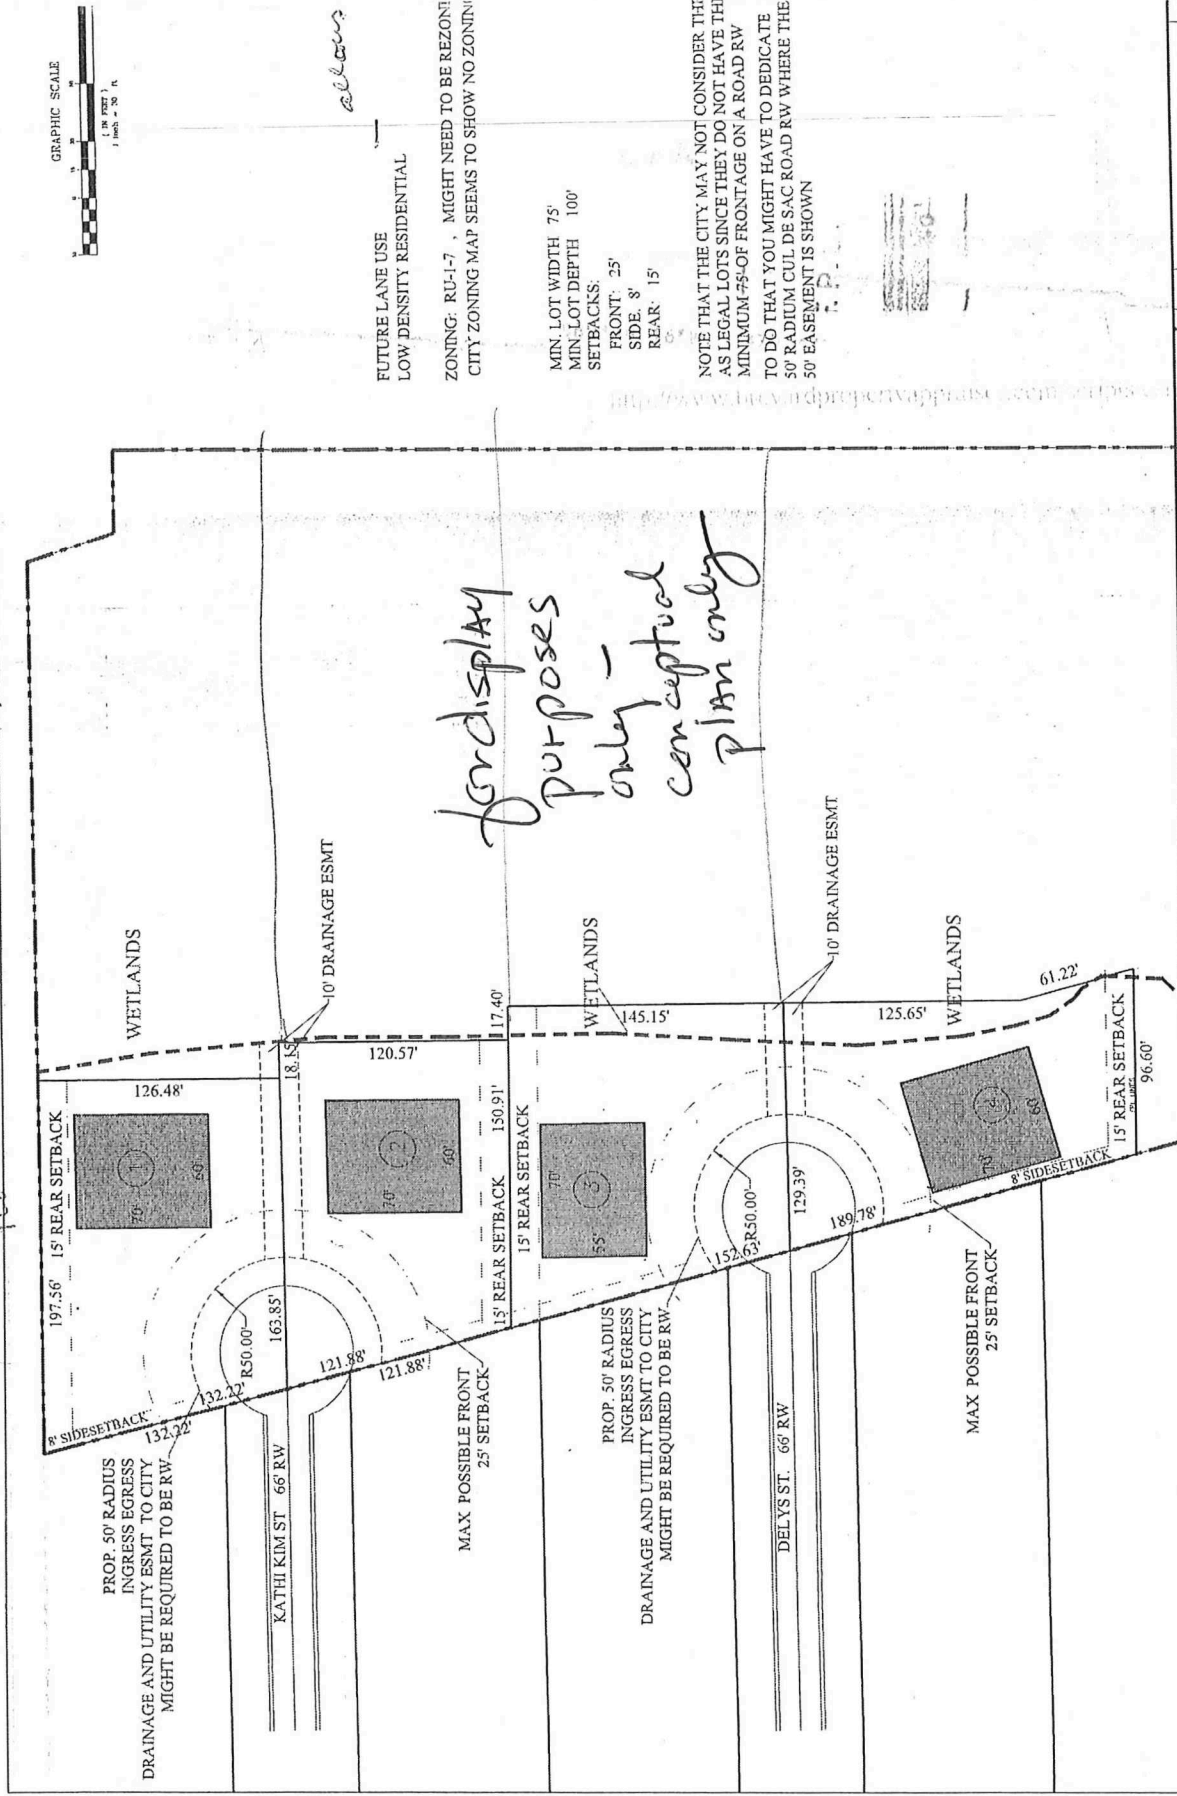 GRAPHIC SCALE
( IN FEET )
1 inch = 30 ft.
allows
FUTURE LANE USE
LOW DENSITY RESIDENTIAL
ZONING: RU-1-7 , MIGHT NEED TO BE REZON
CITY ZONING MAP SEEMS TO SHOW NO ZONIN
MIN. LOT WIDTH 75'
MIN. LOT DEPTH 100'
SETBACKS:
FRONT: 25'
SIDE. 8'
REAR: 15'
NOTE THAT THE CITY MAY NOT CONSIDER TH
AS LEGAL LOTS SINCE THEY DO NOT HAVE TH
MINIMUM 75' OF FRONTAGE ON A ROAD RW
TO DO THAT YOU MIGHT HAVE TO DEDICATE
50' RADIUM CUL DE SAC ROAD RW WHERE THE
50' EASEMENT IS SHOWN
for display
purposes
only -
conceptual
plan only
WETLANDS
10' DRAINAGE ESMT
WETLANDS
10' DRAINAGE ESMT
WETLANDS
197.56'
15' REAR SETBACK
126.48'
1
70'
60'
18.15'
120.57'
17.40'
2
70'
60'
15' REAR SETBACK
150.91'
15' REAR SETBACK
145.15'
3
70'
55'
125.65'
61.22'
4
70'
60'
15' REAR SETBACK
96.60'
8' SIDESETBACK
8' SIDESETBACK
R50.00'
163.85'
132.22'
132.22'
121.88'
121.88'
R50.00'
129.39'
152.63'
189.78'
PROP. 50' RADIUS
INGRESS EGRESS
DRAINAGE AND UTILITY ESMT TO CITY
MIGHT BE REQUIRED TO BE RW
KATHI KIM ST 66' RW
MAX POSSIBLE FRONT
25' SETBACK
PROP. 50' RADIUS
INGRESS EGRESS
DRAINAGE AND UTILITY ESMT TO CITY
MIGHT BE REQUIRED TO BE RW
DELYS ST. 66' RW
MAX POSSIBLE FRONT
25' SETBACK